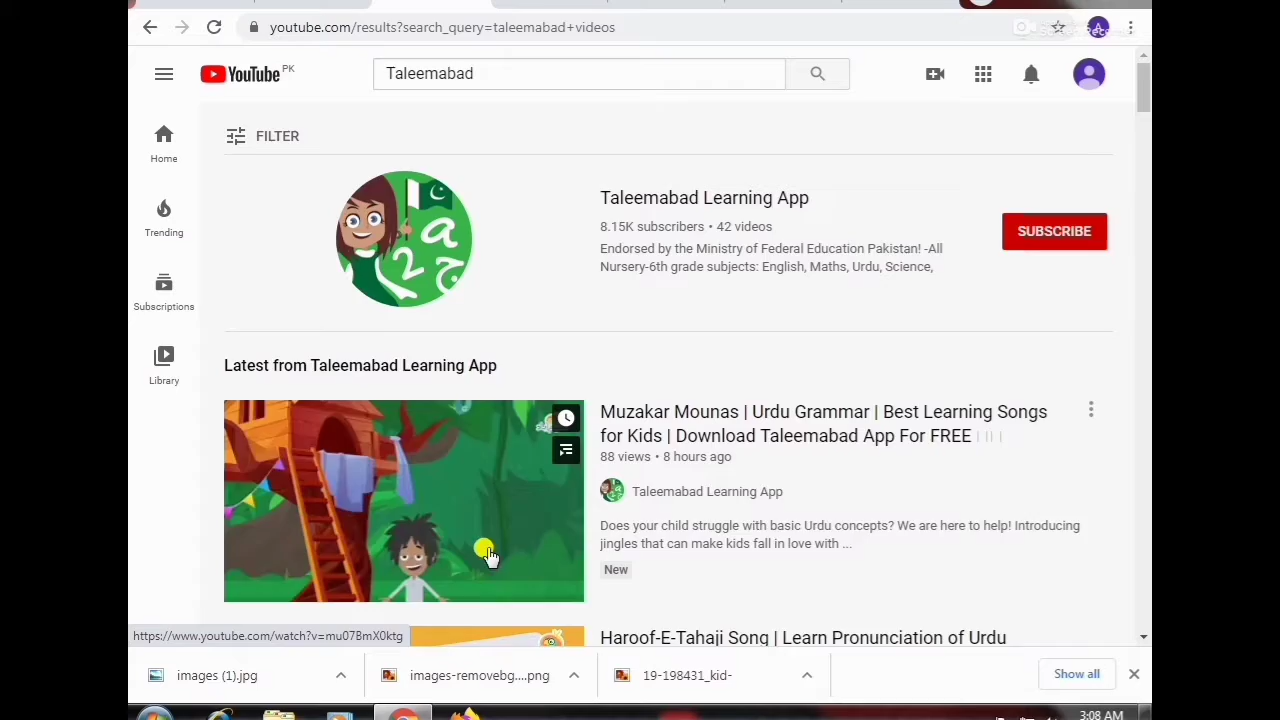 youtube.com/results?search_query=taleemabad+videos
YouTube PK
Taleemabad
FILTER
Home
Trending
Subscriptions
Library
Taleemabad Learning App
8.15K subscribers • 42 videos
SUBSCRIBE
Endorsed by the Ministry of Federal Education Pakistan! -All
Nursery-6th grade subjects: English, Maths, Urdu, Science,
a
2
ج
Latest from Taleemabad Learning App
Muzakar Mounas | Urdu Grammar | Best Learning Songs
for Kids | Download Taleemabad App For FREE
88 views • 8 hours ago
Taleemabad Learning App
Does your child struggle with basic Urdu concepts? We are here to help! Introducing
jingles that can make kids fall in love with ...
New
Haroof-E-Tahaji Song | Learn Pronunciation of Urdu
https://www.youtube.com/watch?v=mu07BmX0ktg
images (1).jpg
images-removebg....png
19-198431_kid-
Show all
3:08 AM